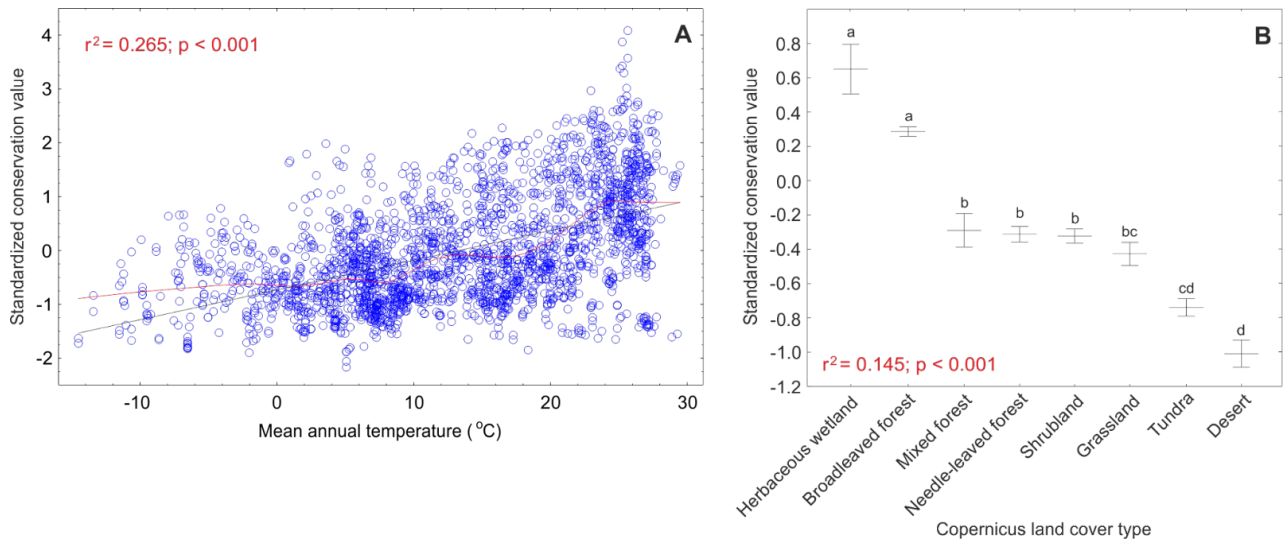 A
r² = 0.265; p < 0.001
Standardized conservation value
4
3
2
1
0
-1
-2
-10
0
10
20
30
Mean annual temperature (°C)
B
Standardized conservation value
0.8
0.6
0.4
0.2
0.0
-0.2
-0.4
-0.6
-0.8
-1.0
-1.2
a
a
b
b
b
bc
cd
d
r² = 0.145; p < 0.001
Herbaceous wetland
Broadleaved forest
Mixed forest
Needle-leaved forest
Shrubland
Grassland
Tundra
Desert
Copernicus land cover type